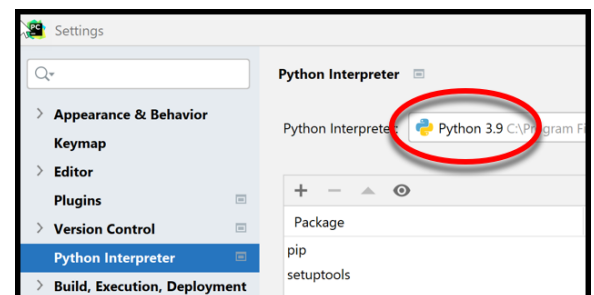 PC
Settings
Python Interpreter
Appearance & Behavior
Python Interpreter: Python 3.9 C:\Program Fi
Keymap
Editor
Plugins
Version Control
Package
Python Interpreter
pip
setuptools
Build, Execution, Deployment